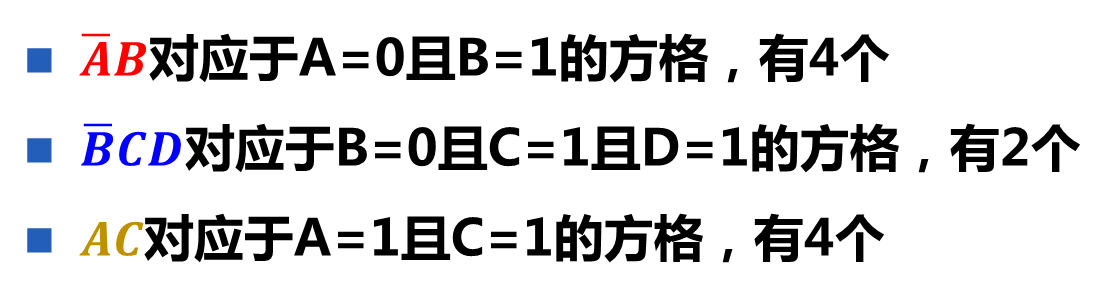 ■ A̅B对应于A=0且B=1的方格，有4个
■ B̅CD对应于B=0且C=1且D=1的方格，有2个
■ AC对应于A=1且C=1的方格，有4个